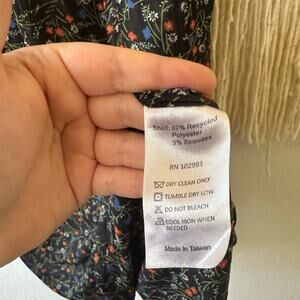 Shell: 97% Recycled
Polyester
3% Spandex
RN 102993
DRY CLEAN ONLY
TUMBLE DRY LOW
DO NOT BLEACH
COOL IRON WHEN
NEEDED
Made in Taiwan